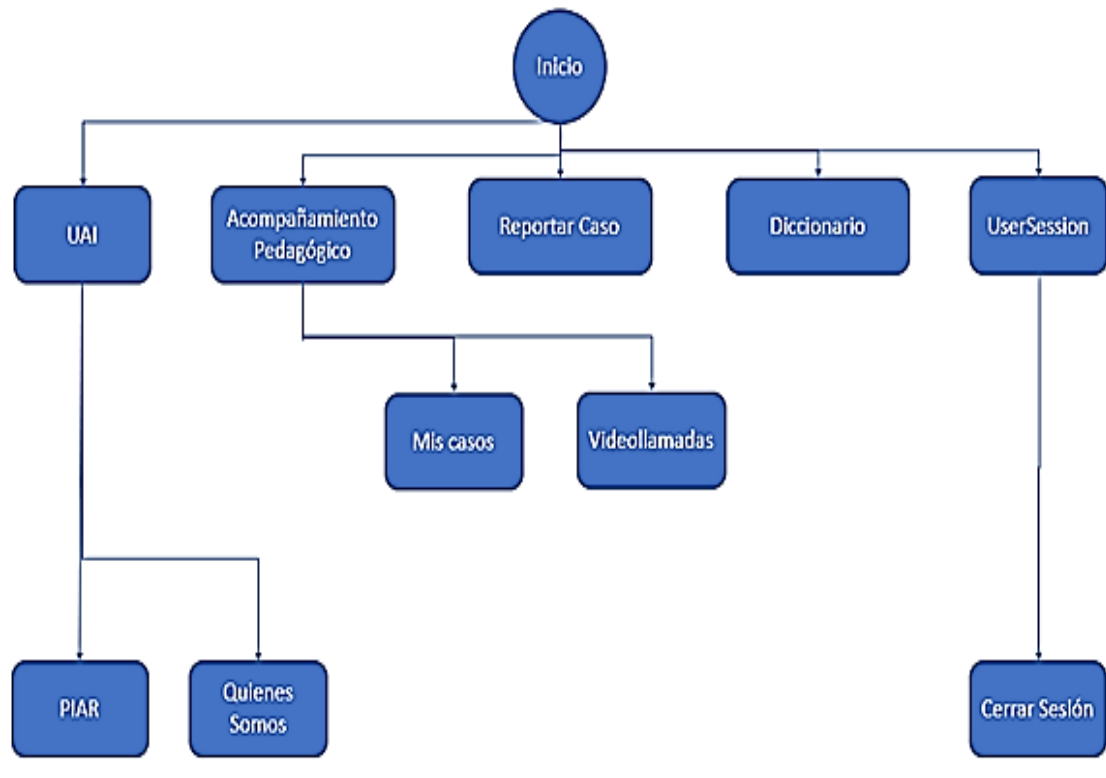 Inicio
UAI
Acompañamiento
Pedagógico
Reportar Caso
Diccionario
UserSession
Mis casos
Videollamadas
PIAR
Quienes
Somos
Cerrar Sesión